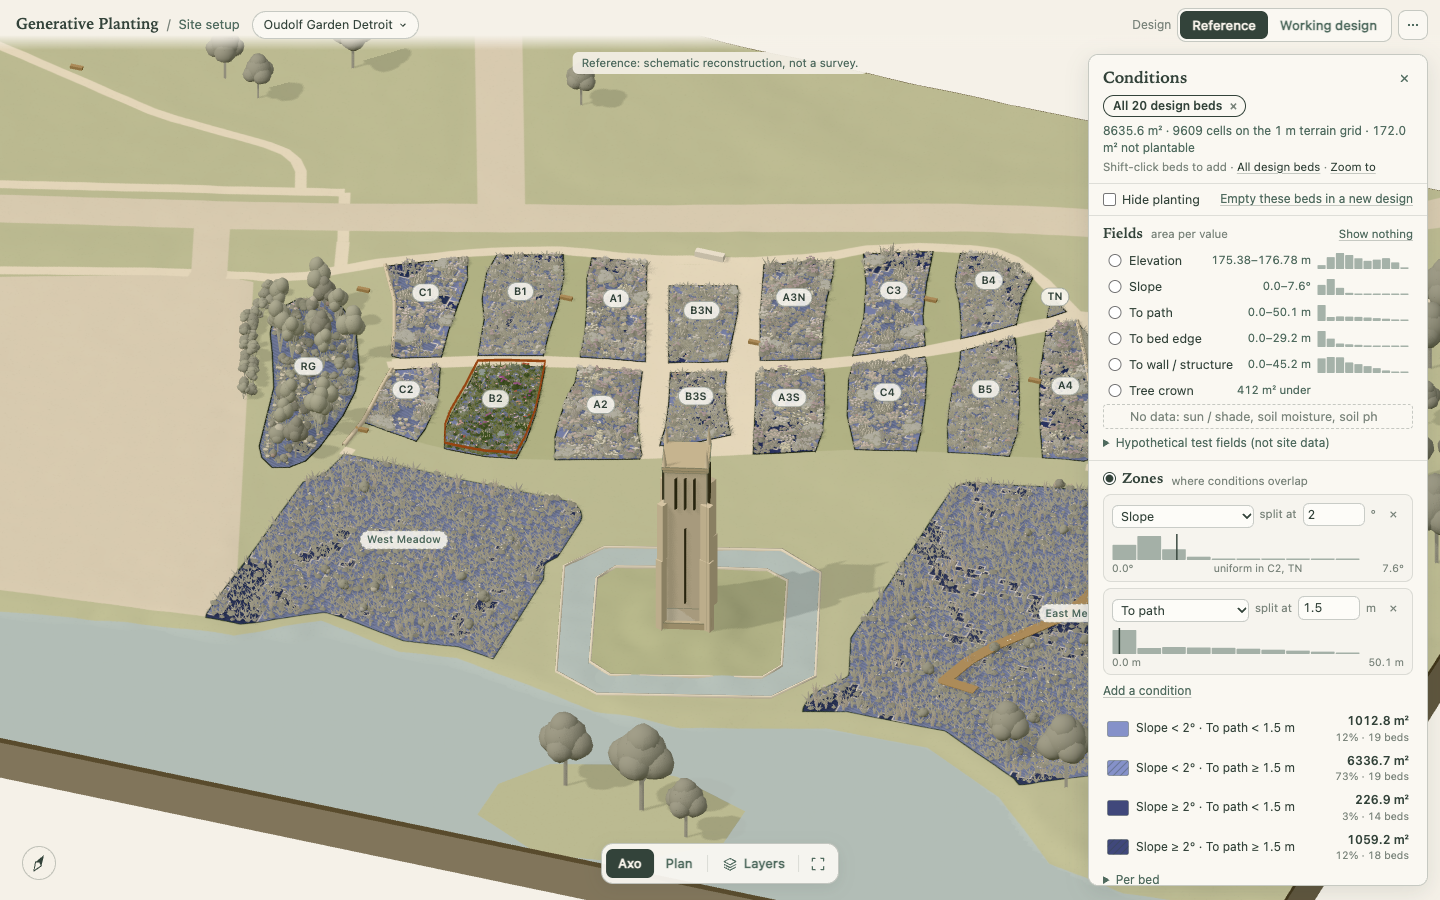 Generative Planting / Site setup Oudolf Garden Detroit
Design Reference Working design ...
Reference: schematic reconstruction, not a survey.
C1
B1
A1
B3N
A3N
C3
B4
TN
RG
C2
B2
A2
B3S
A3S
C4
B5
A4
West Meadow
East Me
Axo Plan Layers
Conditions ×
All 20 design beds ×
8635.6 m² · 9609 cells on the 1 m terrain grid · 172.0
m² not plantable
Shift-click beds to add · All design beds · Zoom to
Hide planting Empty these beds in a new design
Fields area per value Show nothing
Elevation 175.38–176.78 m
Slope 0.0–7.6°
To path 0.0–50.1 m
To bed edge 0.0–29.2 m
To wall / structure 0.0–45.2 m
Tree crown 412 m² under
No data: sun / shade, soil moisture, soil ph
Hypothetical test fields (not site data)
Zones where conditions overlap
Slope split at 2 ° ×
0.0° uniform in C2, TN 7.6°
To path split at 1.5 m ×
0.0 m 50.1 m
Add a condition
Slope < 2° · To path < 1.5 m 1012.8 m²
12% · 19 beds
Slope < 2° · To path ≥ 1.5 m 6336.7 m²
73% · 19 beds
Slope ≥ 2° · To path < 1.5 m 226.9 m²
3% · 14 beds
Slope ≥ 2° · To path ≥ 1.5 m 1059.2 m²
12% · 18 beds
Per bed